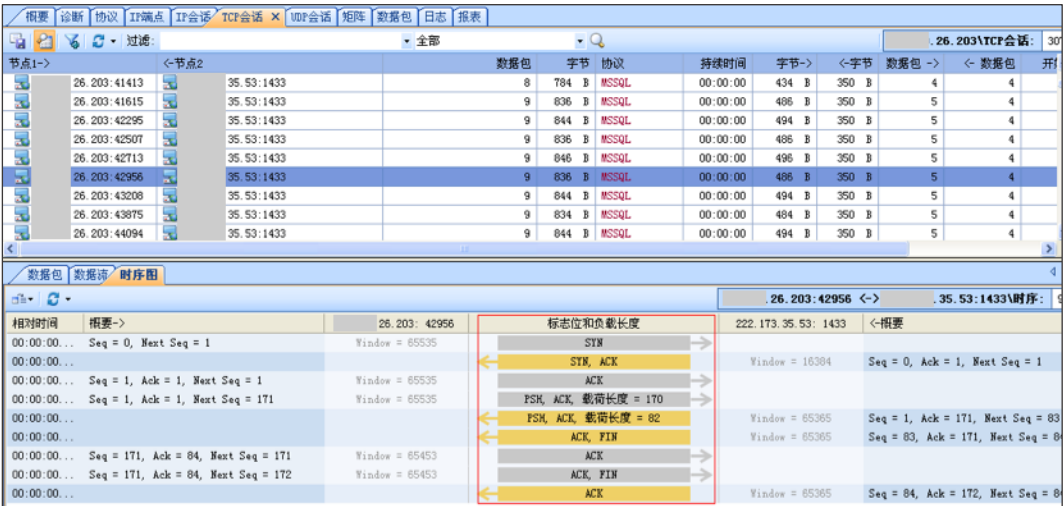 概要 诊断 协议 IP端点 IP会话 TCP会话 × UDP会话 矩阵 数据包 日志 报表
过滤: 全部 .26.203\TCP会话: 30
节点1-> <-节点2 数据包 字节 协议 持续时间 字节-> <-字节 数据包 -> <- 数据包
26.203:41413 35.53:1433 8 784 B MSSQL 00:00:00 434 B 350 B 4 4
26.203:41615 35.53:1433 9 836 B MSSQL 00:00:00 486 B 350 B 5 4
26.203:42295 35.53:1433 9 844 B MSSQL 00:00:00 494 B 350 B 5 4
26.203:42507 35.53:1433 9 836 B MSSQL 00:00:00 486 B 350 B 5 4
26.203:42713 35.53:1433 9 846 B MSSQL 00:00:00 496 B 350 B 5 4
26.203:42956 35.53:1433 9 836 B MSSQL 00:00:00 486 B 350 B 5 4
26.203:43208 35.53:1433 9 844 B MSSQL 00:00:00 494 B 350 B 5 4
26.203:43875 35.53:1433 9 834 B MSSQL 00:00:00 484 B 350 B 5 4
26.203:44094 35.53:1433 9 844 B MSSQL 00:00:00 494 B 350 B 5 4
数据包 数据流 时序图
.26.203:42956 <-> .35.53:1433\时序:
相对时间 概要-> 26.203: 42956 标志位和负载长度 222.173.35.53: 1433 <-概要
00:00:00... Seq = 0, Next Seq = 1 Window = 65535 SYN
00:00:00... SYN, ACK Window = 16384 Seq = 0, Ack = 1, Next Seq = 1
00:00:00... Seq = 1, Ack = 1, Next Seq = 1 Window = 65535 ACK
00:00:00... Seq = 1, Ack = 1, Next Seq = 171 Window = 65535 PSH, ACK, 载荷长度 = 170
00:00:00... PSH, ACK, 载荷长度 = 82 Window = 65365 Seq = 1, Ack = 171, Next Seq = 83
00:00:00... ACK, FIN Window = 65365 Seq = 83, Ack = 171, Next Seq = 8
00:00:00... Seq = 171, Ack = 84, Next Seq = 171 Window = 65453 ACK
00:00:00... Seq = 171, Ack = 84, Next Seq = 172 Window = 65453 ACK, FIN
00:00:00... ACK Window = 65365 Seq = 84, Ack = 172, Next Seq = 8